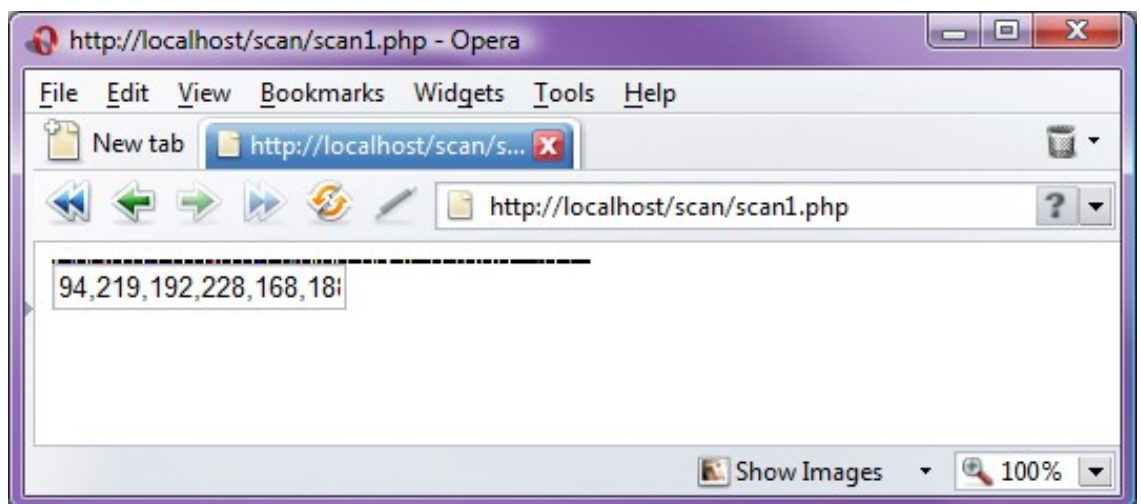 http://localhost/scan/scan1.php - Opera
File Edit View Bookmarks Widgets Tools Help
New tab http://localhost/scan/s...
http://localhost/scan/scan1.php ?
94,219,192,228,168,18
Show Images 100%